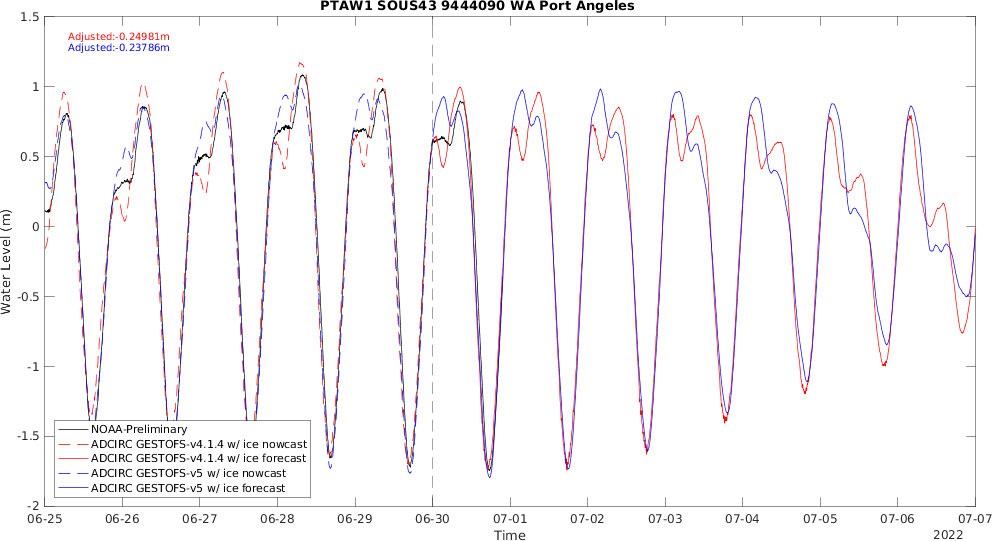 PTAW1 SOUS43 9444090 WA Port Angeles
Adjusted:-0.24981m
Adjusted:-0.23786m
Water Level (m)
1.5
1
0.5
0
-0.5
-1
-1.5
-2
NOAA-Preliminary
ADCIRC GESTOFS-v4.1.4 w/ ice nowcast
ADCIRC GESTOFS-v4.1.4 w/ ice forecast
ADCIRC GESTOFS-v5 w/ ice nowcast
ADCIRC GESTOFS-v5 w/ ice forecast
06-25 06-26 06-27 06-28 06-29 06-30 07-01 07-02 07-03 07-04 07-05 07-06 07-07
Time
2022